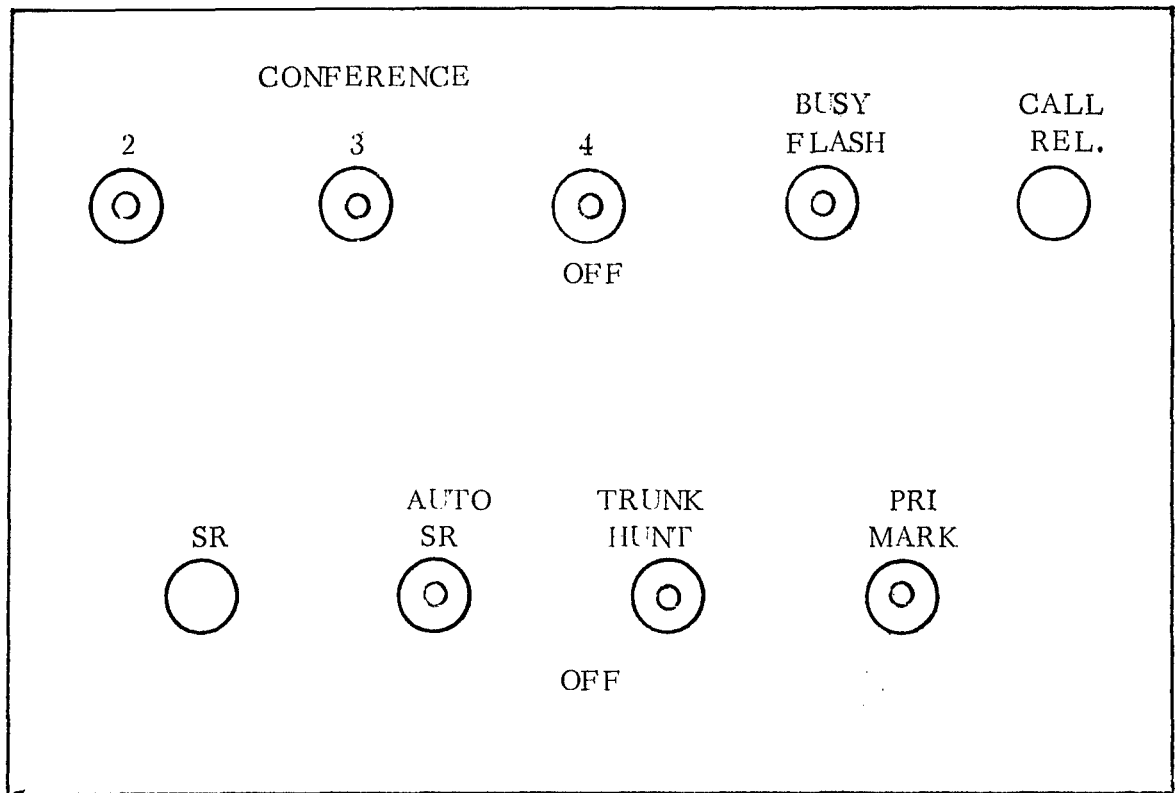 CONFERENCE
BUSY
FLASH
CALL
REL.
2
3
4
OFF
SR
AUTO
SR
TRUNK
HUNT
PRI
MARK
OFF